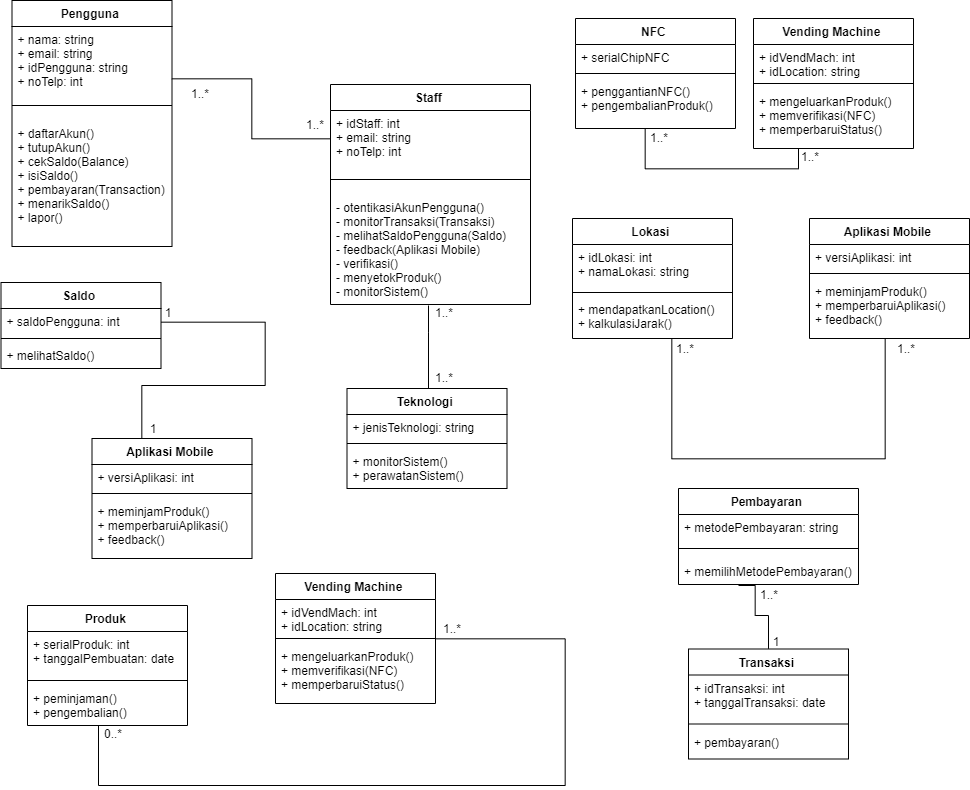 Pengguna
+ nama: string
+ email: string
+ idPengguna: string
+ noTelp: int
+ daftarAkun()
+ tutupAkun()
+ cekSaldo(Balance)
+ isiSaldo()
+ pembayaran(Transaction)
+ menarikSaldo()
+ lapor()
1..*
1..*
Staff
+ idStaff: int
+ email: string
+ noTelp: int
- otentikasiAkunPengguna()
- monitorTransaksi(Transaksi)
- melihatSaldoPengguna(Saldo)
- feedback(Aplikasi Mobile)
- verifikasi()
- menyetokProduk()
- monitorSistem()
1..*
1..*
Teknologi
+ jenisTeknologi: string
+ monitorSistem()
+ perawatanSistem()
NFC
+ serialChipNFC
+ penggantianNFC()
+ pengembalianProduk()
1..*
Vending Machine
+ idVendMach: int
+ idLocation: string
+ mengeluarkanProduk()
+ memverifikasi(NFC)
+ memperbaruiStatus()
1..*
Lokasi
+ idLokasi: int
+ namaLokasi: string
+ mendapatkanLocation()
+ kalkulasiJarak()
1..*
Aplikasi Mobile
+ versiAplikasi: int
+ meminjamProduk()
+ memperbaruiAplikasi()
+ feedback()
1..*
Saldo
+ saldoPengguna: int
+ melihatSaldo()
1
1
Aplikasi Mobile
+ versiAplikasi: int
+ meminjamProduk()
+ memperbaruiAplikasi()
+ feedback()
Pembayaran
+ metodePembayaran: string
+ memilihMetodePembayaran()
1..*
1
Transaksi
+ idTransaksi: int
+ tanggalTransaksi: date
+ pembayaran()
Produk
+ serialProduk: int
+ tanggalPembuatan: date
+ peminjaman()
+ pengembalian()
0..*
Vending Machine
+ idVendMach: int
+ idLocation: string
+ mengeluarkanProduk()
+ memverifikasi(NFC)
+ memperbaruiStatus()
1..*